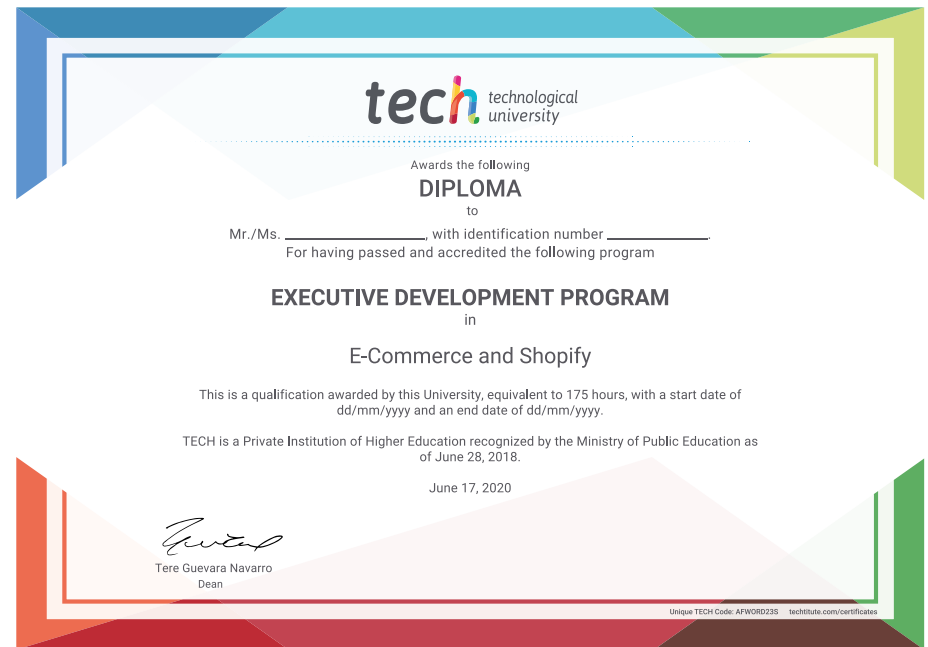 tech technological
university
Awards the following
DIPLOMA
to
Mr./Ms. ____________________, with identification number ______________.
For having passed and accredited the following program
EXECUTIVE DEVELOPMENT PROGRAM
in
E-Commerce and Shopify
This is a qualification awarded by this University, equivalent to 175 hours, with a start date of
dd/mm/yyyy and an end date of dd/mm/yyyy.
TECH is a Private Institution of Higher Education recognized by the Ministry of Public Education as
of June 28, 2018.
June 17, 2020
Tere Guevara Navarro
Dean
Unique TECH Code: AFWORD23S techtitute.com/certificates